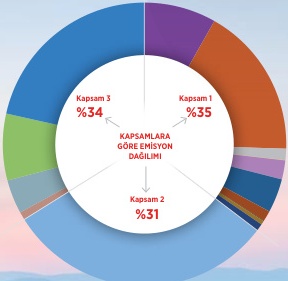 Kapsam 3
%34
Kapsam 1
%35
KAPSAMLARA
GÖRE EMİSYON
DAĞILIMI
Kapsam 2
%31